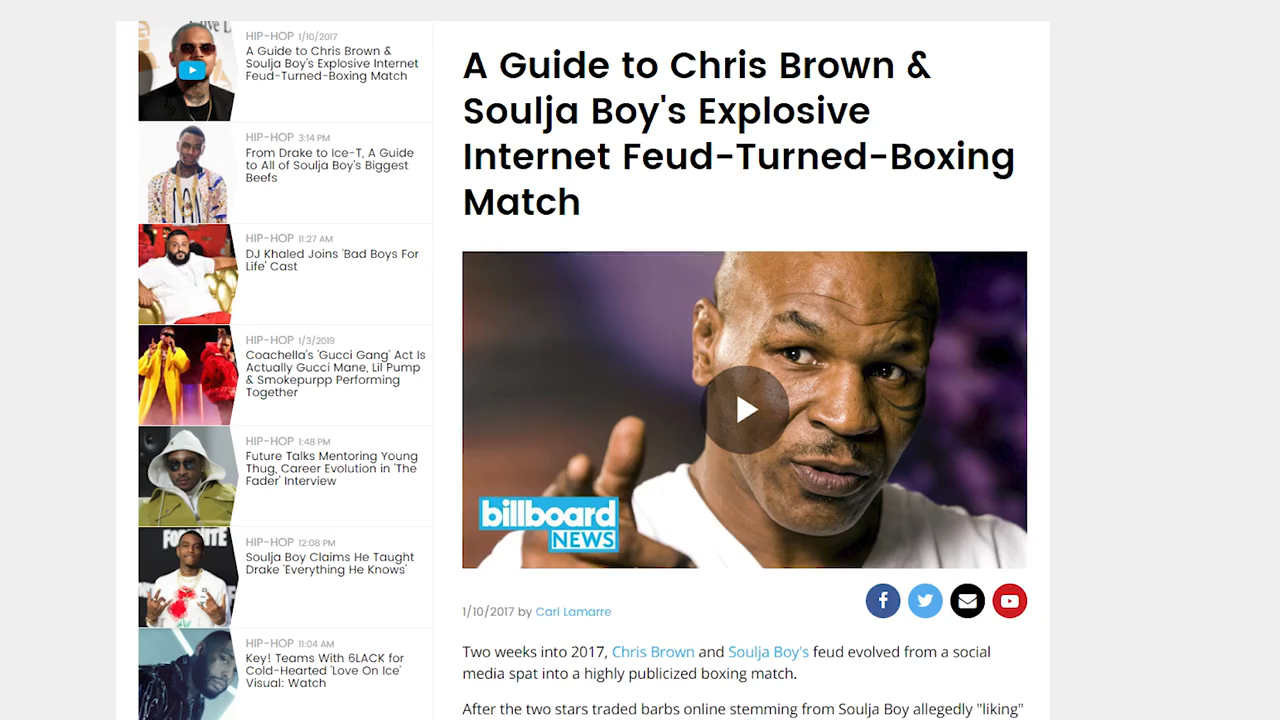 HIP-HOP 1/10/2017
A Guide to Chris Brown &
Soulja Boy's Explosive Internet
Feud-Turned-Boxing Match
HIP-HOP 3:14 PM
From Drake to Ice-T, A Guide
to All of Soulja Boy's Biggest
Beefs
HIP-HOP 11:27 AM
DJ Khaled Joins 'Bad Boys For
Life' Cast
HIP-HOP 1/3/2019
Coachella's 'Gucci Gang' Act Is
Actually Gucci Mane, Lil Pump
& Smokepurpp Performing
Together
HIP-HOP 1:48 PM
Future Talks Mentoring Young
Thug, Career Evolution in 'The
Fader' Interview
HIP-HOP 12:08 PM
Soulja Boy Claims He Taught
Drake 'Everything He Knows'
HIP-HOP 11:04 AM
Key! Teams With 6LACK for
Cold-Hearted 'Love On Ice'
Visual: Watch
A Guide to Chris Brown &
Soulja Boy's Explosive
Internet Feud-Turned-Boxing
Match
billboard
NEWS
1/10/2017 by Carl Lamarre
Two weeks into 2017, Chris Brown and Soulja Boy's feud evolved from a social
media spat into a highly publicized boxing match.
After the two stars traded barbs online stemming from Soulja Boy allegedly "liking"